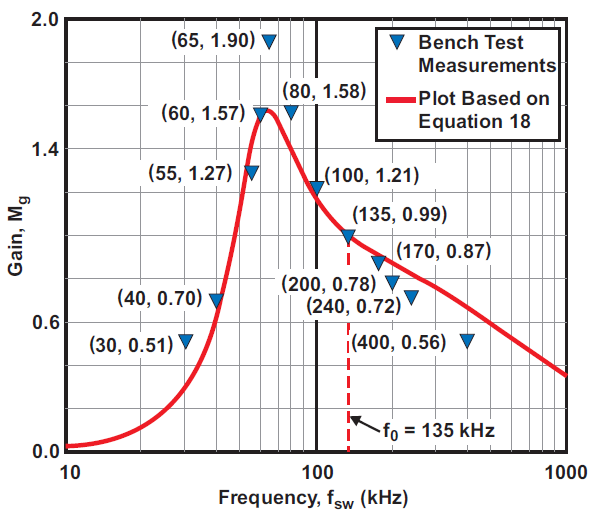 2.0
(65, 1.90)
Bench Test
Measurements
(80, 1.58)
Plot Based on
Equation 18
(60, 1.57)
1.4
(55, 1.27)
(100, 1.21)
(135, 0.99)
Gain, Mg
(170, 0.87)
(200, 0.78)
(40, 0.70)
(240, 0.72)
0.6
(30, 0.51)
(400, 0.56)
f0 = 135 kHz
0.0
10
100
1000
Frequency, fsw (kHz)